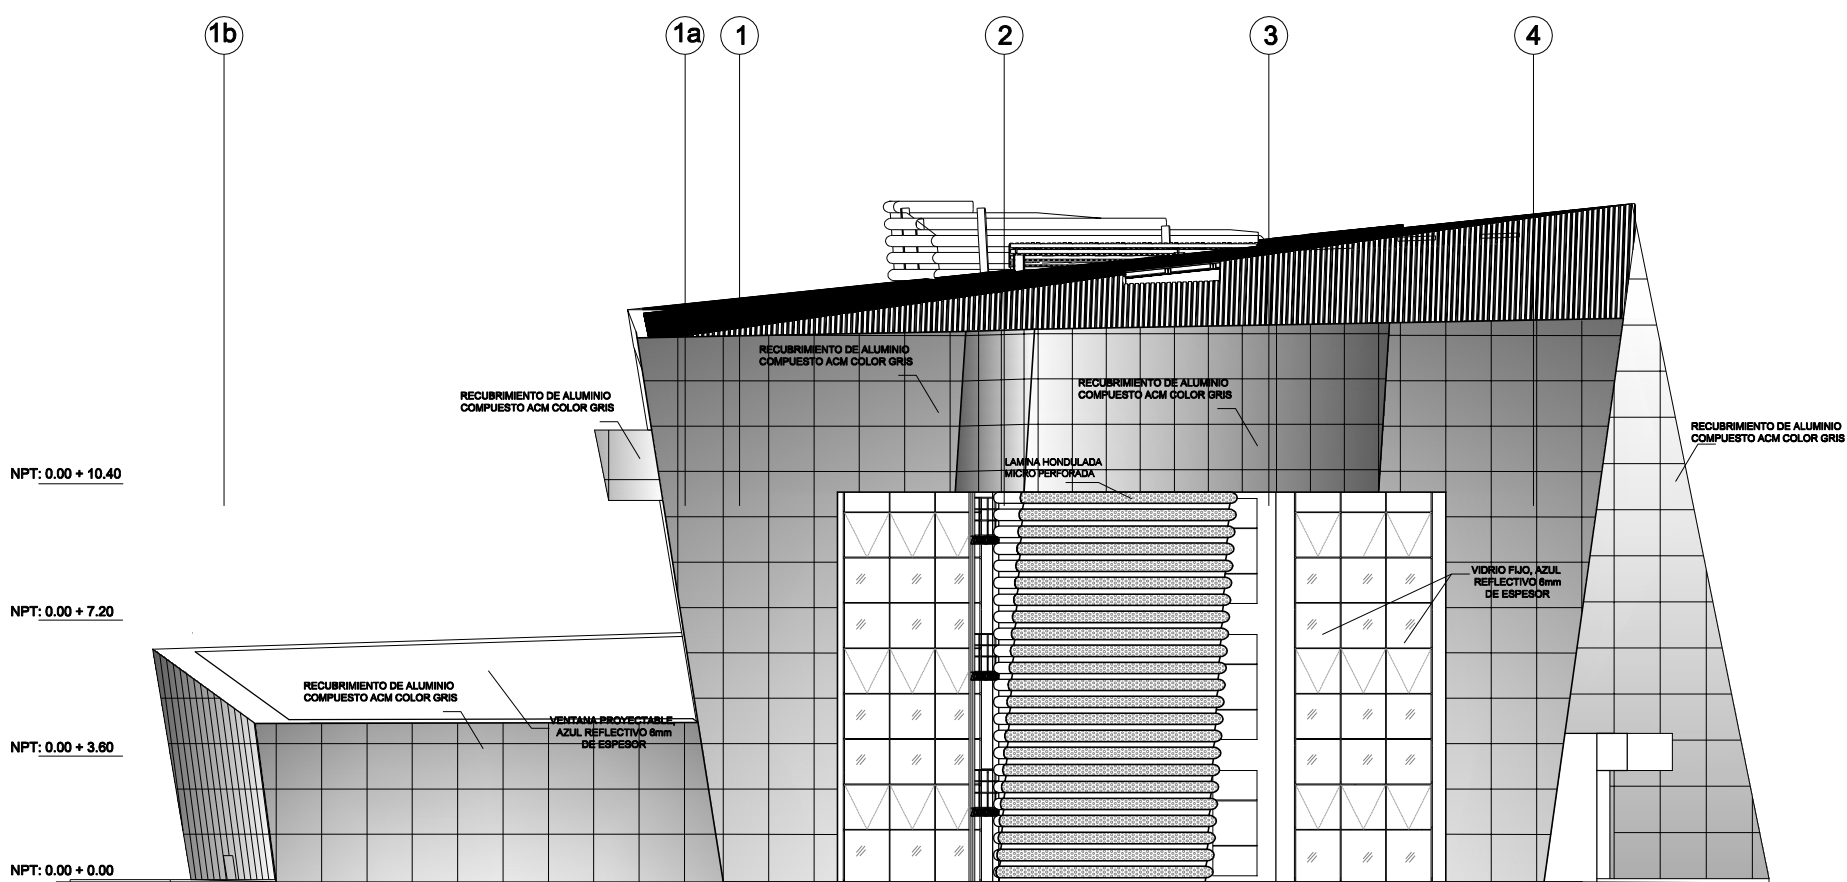 1b
1a
1
2
3
4
RECUBRIMIENTO DE ALUMINIO
COMPUESTO ACM COLOR GRIS
RECUBRIMIENTO DE ALUMINIO
COMPUESTO ACM COLOR GRIS
RECUBRIMIENTO DE ALUMINIO
COMPUESTO ACM COLOR GRIS
RECUBRIMIENTO DE ALUMINIO
COMPUESTO ACM COLOR GRIS
LAMINA HONDULADA
MICRO PERFORADA
NPT: 0.00 + 10.40
VIDRIO FIJO, AZUL
REFLECTIVO 6mm
DE ESPESOR
NPT: 0.00 + 7.20
RECUBRIMIENTO DE ALUMINIO
COMPUESTO ACM COLOR GRIS
VENTANA PROYECTABLE,
AZUL REFLECTIVO 6mm
DE ESPESOR
NPT: 0.00 + 3.60
NPT: 0.00 + 0.00